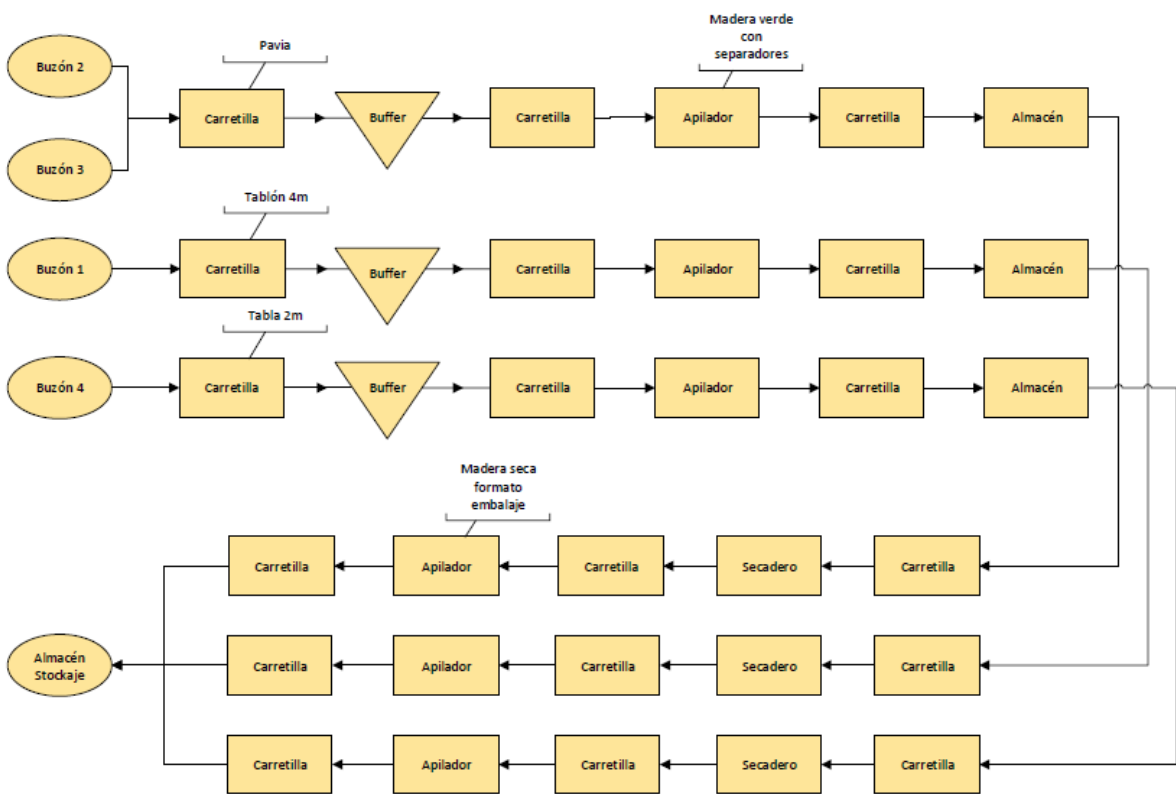 Madera verde
con
separadores
Pavia
Buzón 2
Carretilla
Buffer
Carretilla
Apilador
Carretilla
Almacén
Buzón 3
Tablón 4m
Buzón 1
Carretilla
Buffer
Carretilla
Apilador
Carretilla
Almacén
Tabla 2m
Buzón 4
Carretilla
Buffer
Carretilla
Apilador
Carretilla
Almacén
Madera seca
formato
embalaje
Carretilla
Apilador
Carretilla
Secadero
Carretilla
Almacén
Stockaje
Carretilla
Apilador
Carretilla
Secadero
Carretilla
Carretilla
Apilador
Carretilla
Secadero
Carretilla